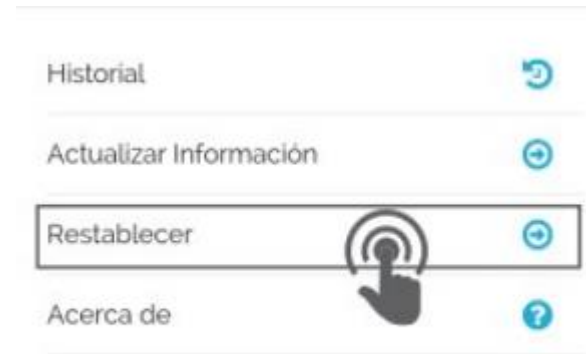 Historial
Actualizar Información
Restablecer
Acerca de